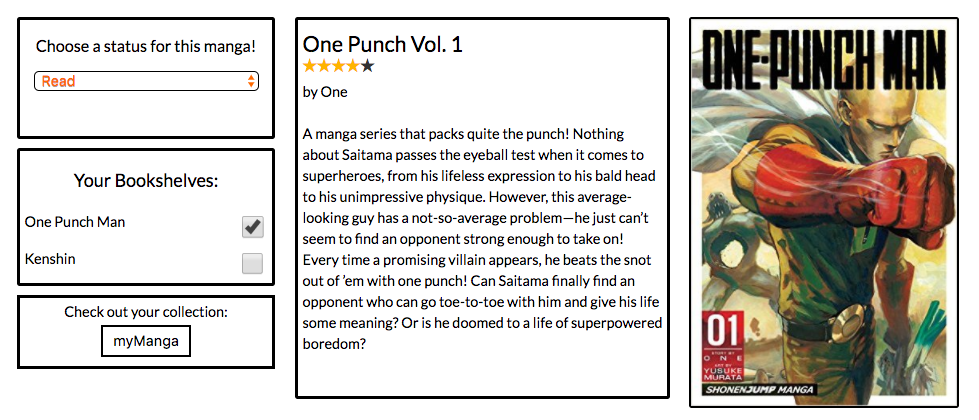 Choose a status for this manga!
Read
Your Bookshelves:
One Punch Man
Kenshin
Check out your collection:
myManga
One Punch Vol. 1
by One
A manga series that packs quite the punch! Nothing
about Saitama passes the eyeball test when it comes to
superheroes, from his lifeless expression to his bald head
to his unimpressive physique. However, this average-
looking guy has a not-so-average problem—he just can’t
seem to find an opponent strong enough to take on!
Every time a promising villain appears, he beats the snot
out of ’em with one punch! Can Saitama finally find an
opponent who can go toe-to-toe with him and give his life
some meaning? Or is he doomed to a life of superpowered
boredom?
ONE-PUNCH MAN
01
STORY BY
ONE
ART BY
YUSUKE
MURATA
SHONEN JUMP MANGA